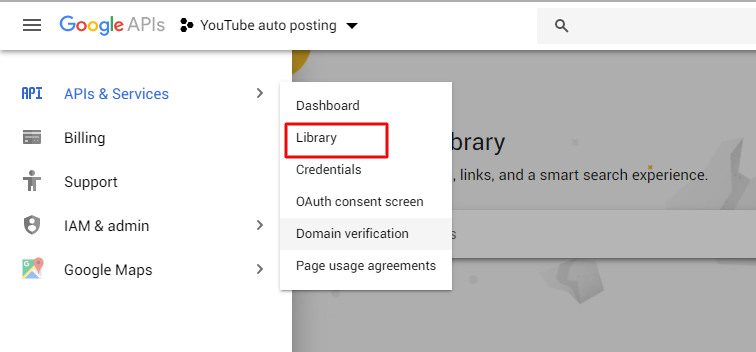 Google APIs YouTube auto posting
API APIs & Services
Billing
Support
IAM & admin
Google Maps
Dashboard
Library
Credentials
OAuth consent screen
Domain verification
Page usage agreements
brary
, links, and a smart search experience.
s